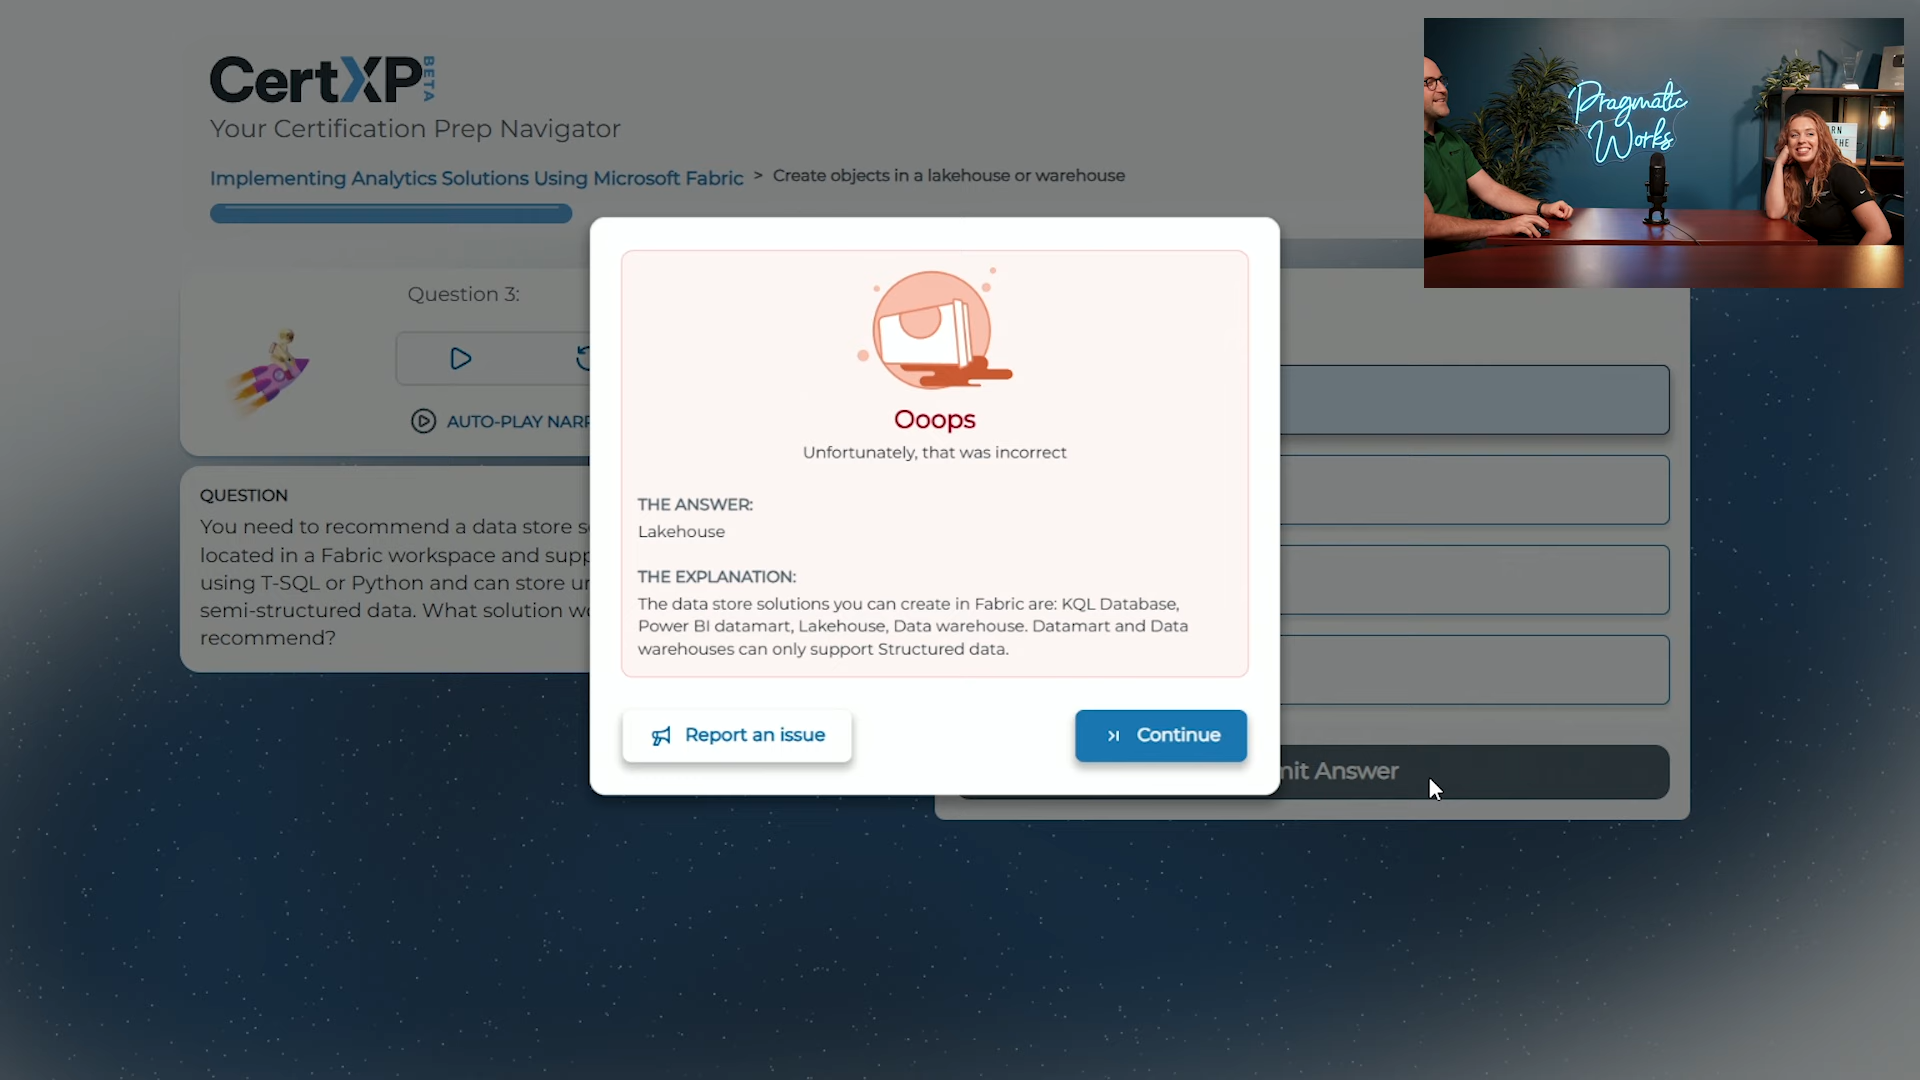 CertXP BETA
Your Certification Prep Navigator
Implementing Analytics Solutions Using Microsoft Fabric > Create objects in a lakehouse or warehouse
Pragmatic
Works
Question 3:
AUTO-PLAY
QUESTION
You need to recommend a data store
located in a Fabric workspace and
using T-SQL or Python and can store
semi-structured data. What solution
recommend?
Ooops
Unfortunately, that was incorrect
THE ANSWER:
Lakehouse
THE EXPLANATION:
The data store solutions you can create in Fabric are: KQL Database,
Power BI datamart, Lakehouse, Data warehouse. Datamart and Data
warehouses can only support Structured data.
Report an issue
Continue
Answer